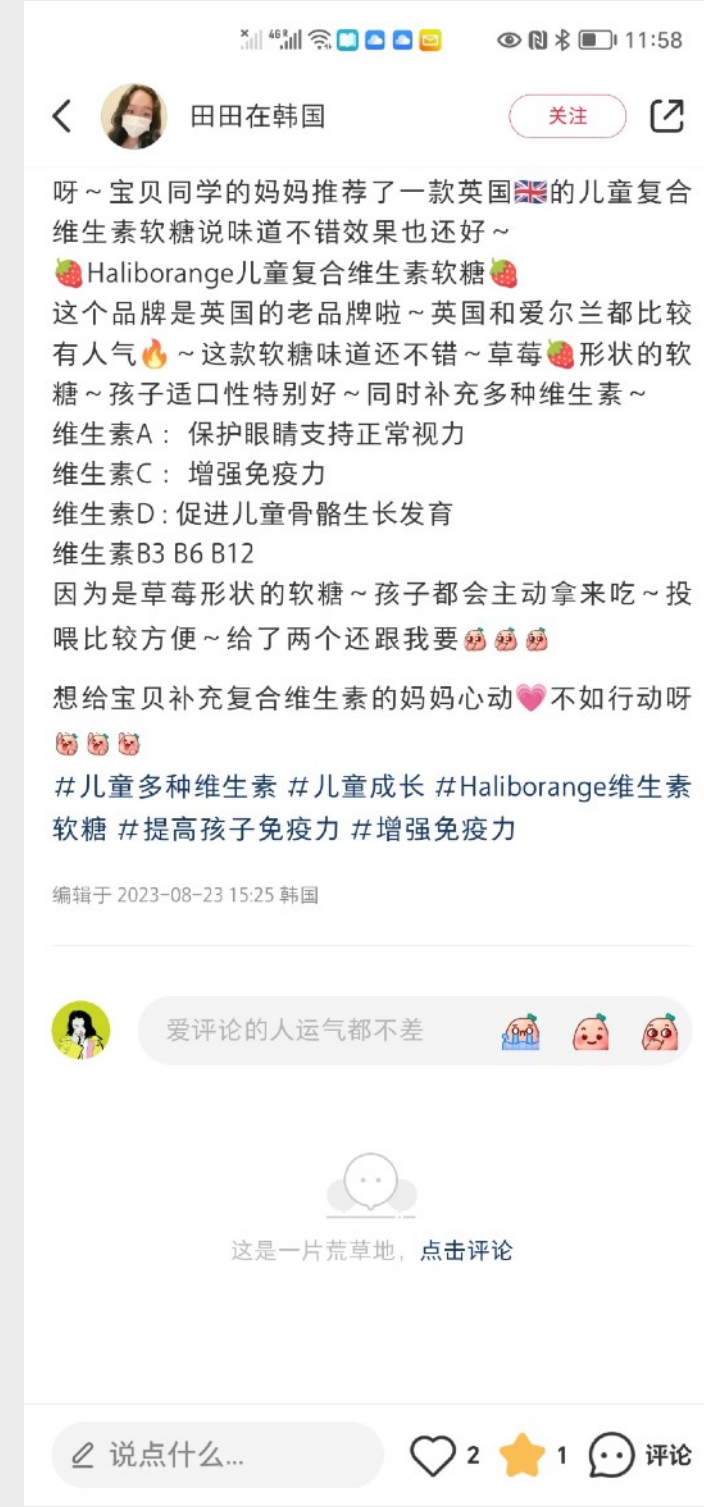 11:58
田田在韩国
关注
呀～宝贝同学的妈妈推荐了一款英国🇬🇧的儿童复合
维生素软糖说味道不错效果也还好～
🍓Haliborange儿童复合维生素软糖🍓
这个品牌是英国的老品牌啦～英国和爱尔兰都比较
有人气🔥～这款软糖味道还不错～草莓🍓形状的软
糖～孩子适口性特别好～同时补充多种维生素～
维生素A： 保护眼睛支持正常视力
维生素C： 增强免疫力
维生素D : 促进儿童骨骼生长发育
维生素B3 B6 B12
因为是草莓形状的软糖～孩子都会主动拿来吃～投
喂比较方便～给了两个还跟我要
想给宝贝补充复合维生素的妈妈心动💗不如行动呀
#儿童多种维生素 #儿童成长 #Haliborange维生素
软糖 #提高孩子免疫力 #增强免疫力
编辑于 2023-08-23 15:25 韩国
爱评论的人运气都不差
这是一片荒草地，点击评论
说点什么... 2 1 评论